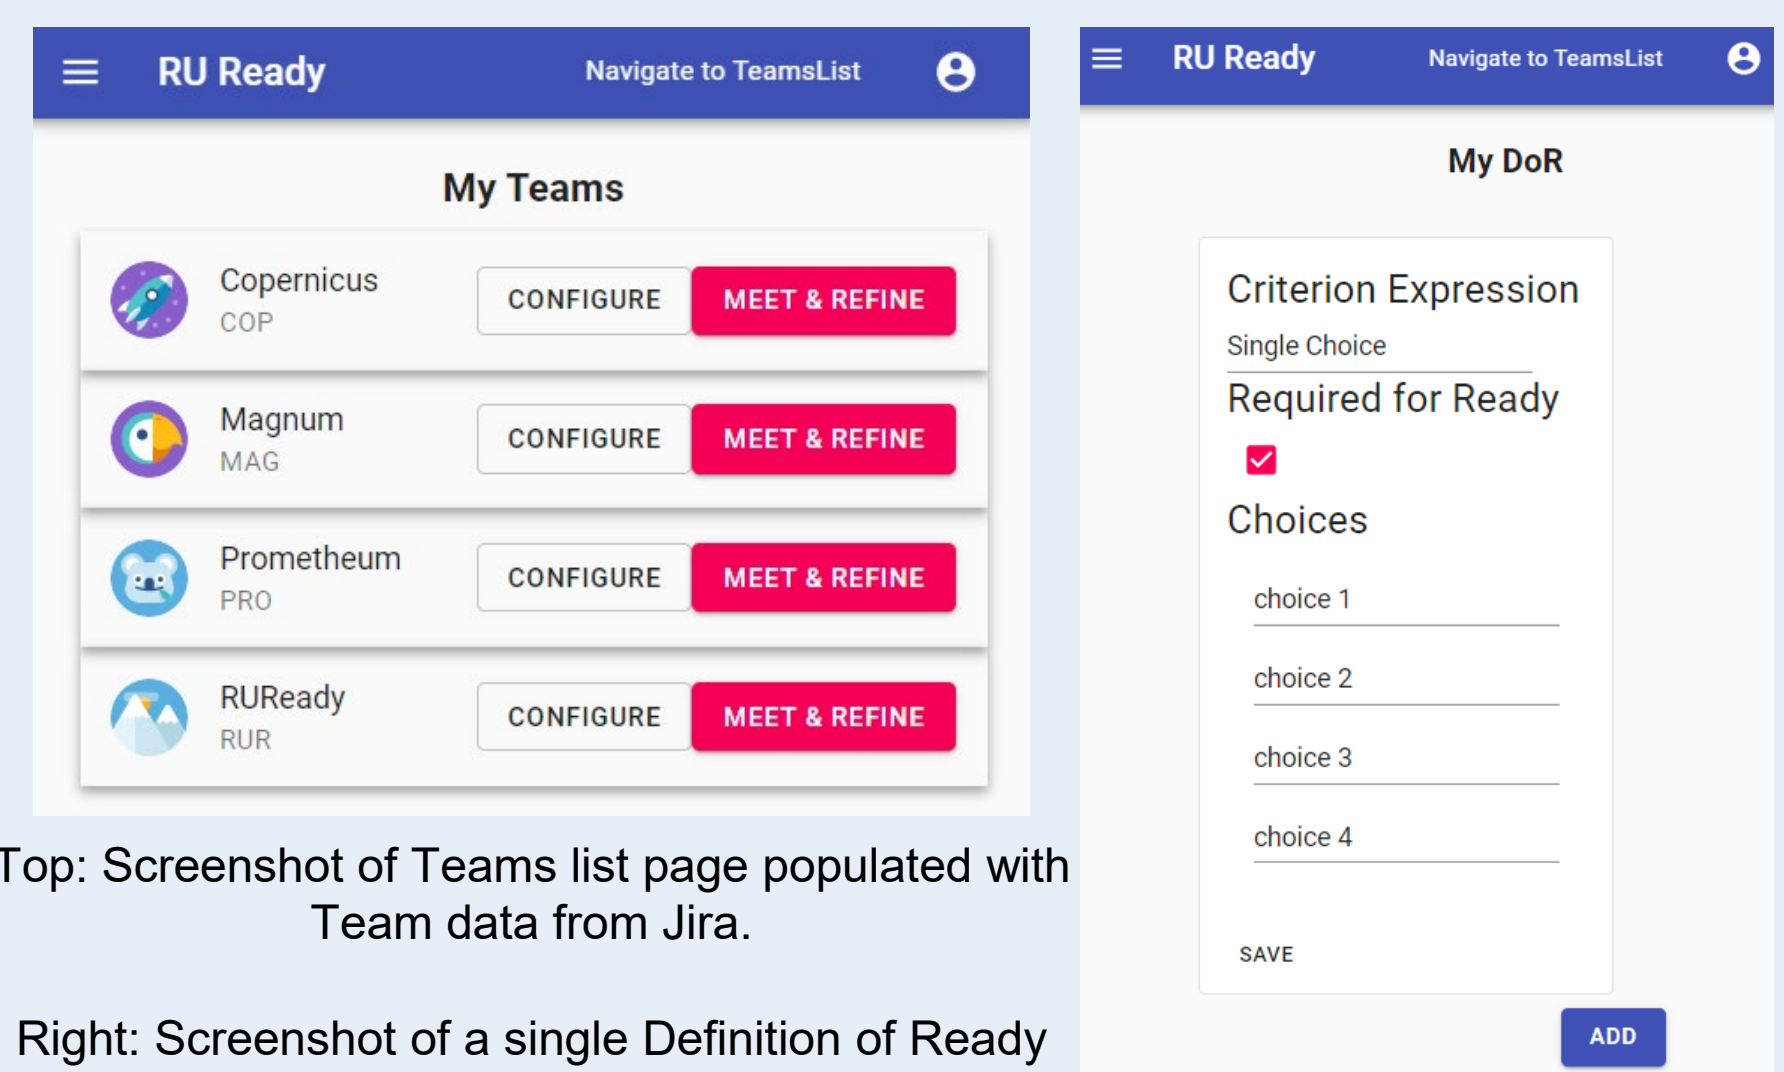 RU Ready Navigate to TeamsList
My Teams
Copernicus
COP
CONFIGURE MEET & REFINE
Magnum
MAG
CONFIGURE MEET & REFINE
Prometheum
PRO
CONFIGURE MEET & REFINE
RUReady
RUR
CONFIGURE MEET & REFINE
Top: Screenshot of Teams list page populated with
Team data from Jira.
Right: Screenshot of a single Definition of Ready
RU Ready Navigate to TeamsList
My DoR
Criterion Expression
Single Choice
Required for Ready
Choices
choice 1
choice 2
choice 3
choice 4
SAVE
ADD